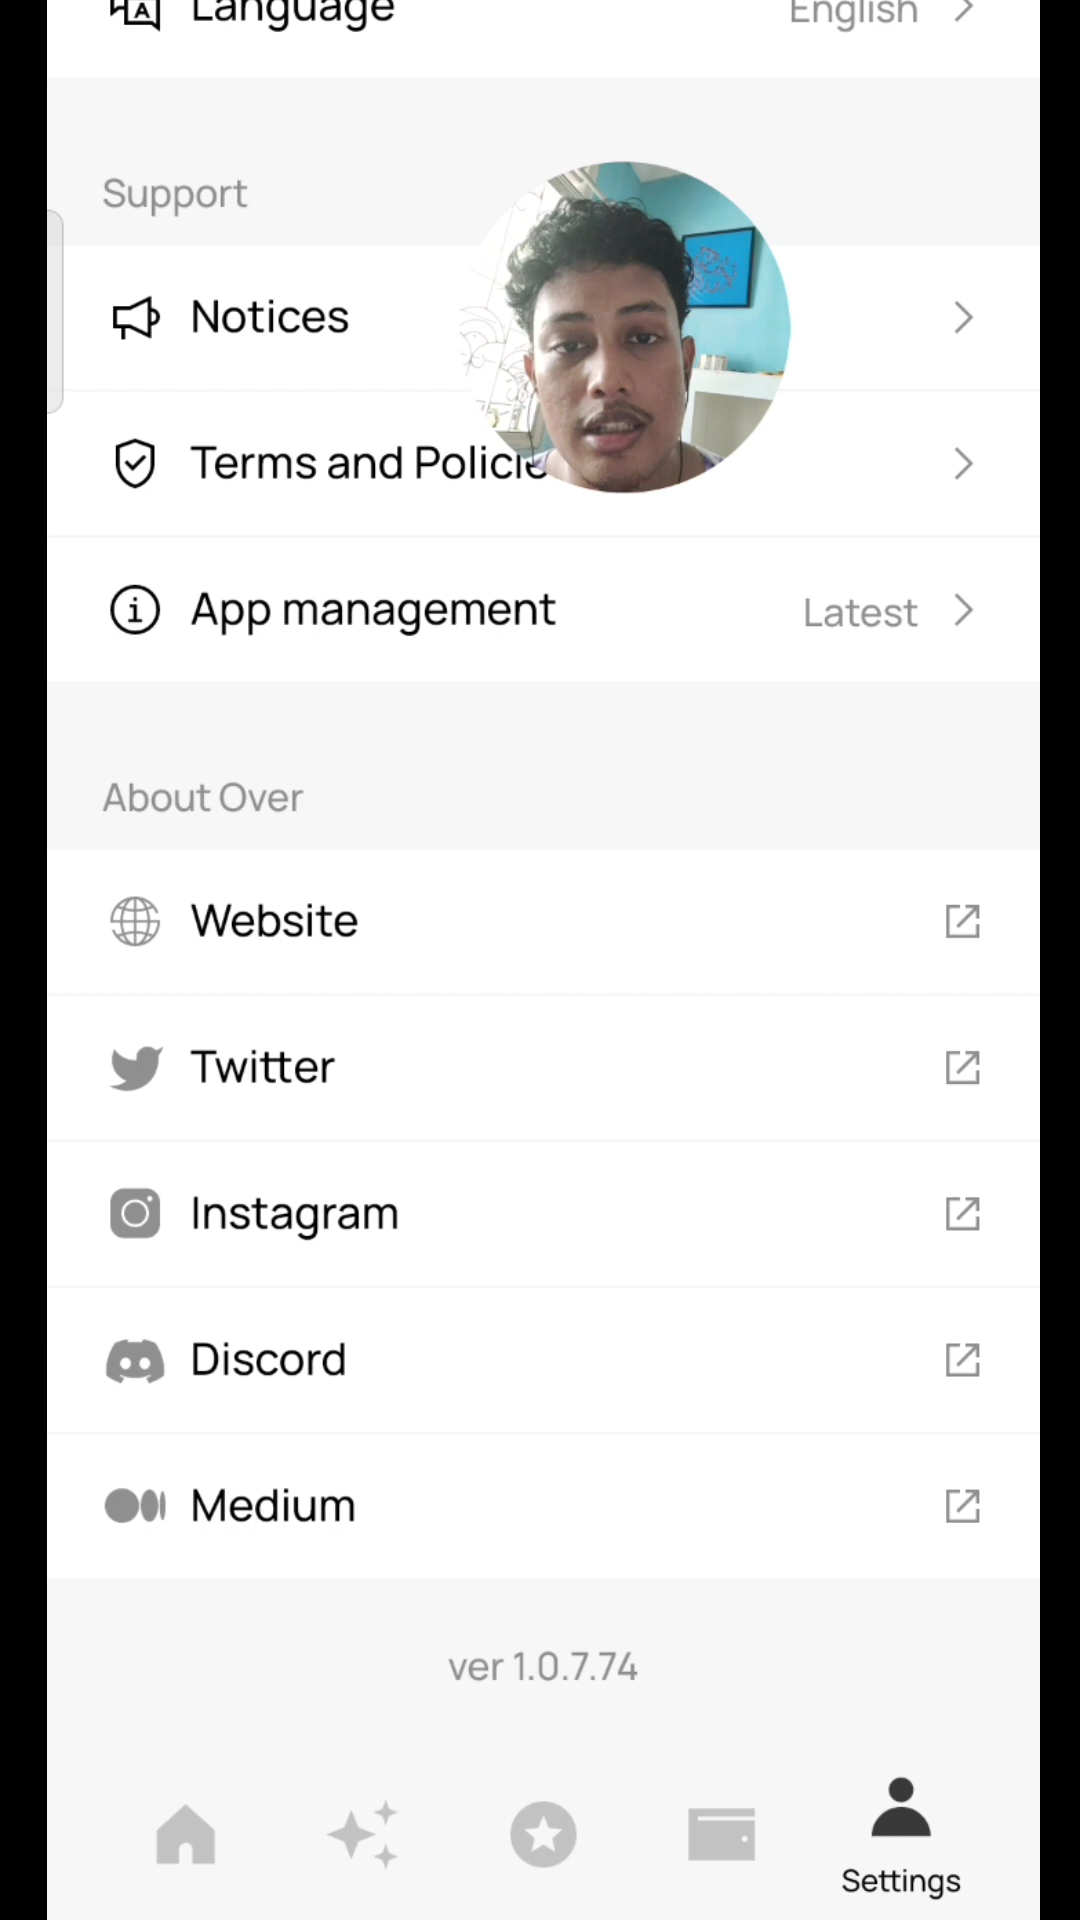 Language
English
Support
Notices
Terms and
App management
Latest
About Over
Website
Twitter
Instagram
Discord
Medium
ver 1.0.7.74
Settings